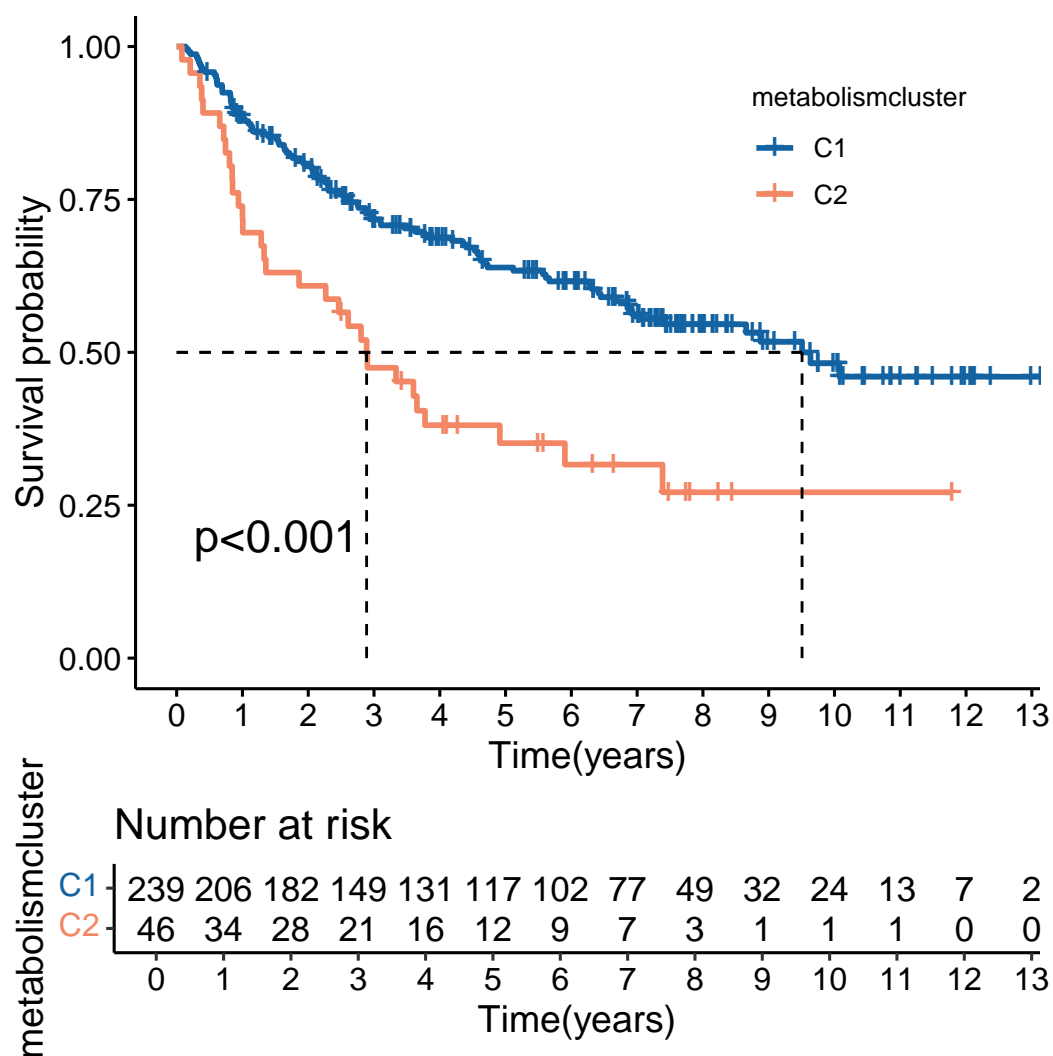 1.00
0.75
0.50
0.25
0.00
Survival probability
metabolismcluster
C1
C2
p<0.001
0 1 2 3 4 5 6 7 8 9 10 11 12 13
Time(years)
Number at risk
metabolismcluster
C1 239 206 182 149 131 117 102 77 49 32 24 13 7 2
C2 46 34 28 21 16 12 9 7 3 1 1 1 0 0
0 1 2 3 4 5 6 7 8 9 10 11 12 13
Time(years)